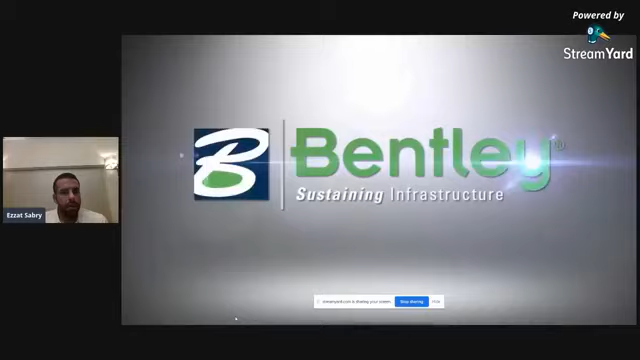 Powered by
StreamYard
B
Bentley®
Sustaining Infrastructure
Ezzat Sabry
streamyard.com is sharing your screen.
Stop sharing
Hide